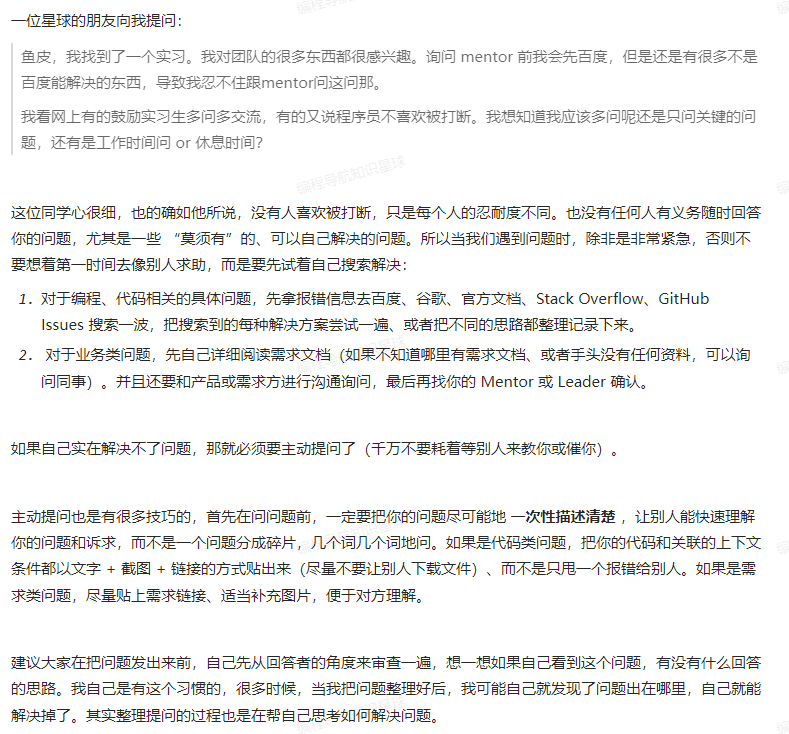 一位星球的朋友向我提问：
鱼皮，我找到了一个实习。我对团队的很多东西都很感兴趣。询问 mentor 前我会先百度，但是还是有很多不是
百度能解决的东西，导致我忍不住跟mentor问这问那。
我看网上有的鼓励实习生多问多交流，有的又说程序员不喜欢被打断。我想知道我应该多问呢还是只问关键的问
题，还有是工作时间问 or 休息时间？
编程导航知识星球
这位同学心很细，也的确如他所说，没有人喜欢被打断，只是每个人的忍耐度不同。也没有任何人有义务随时回答
你的问题，尤其是一些 “莫须有” 的、可以自己解决的问题。所以当我们遇到问题时，除非是非常紧急，否则不
要想着第一时间去像别人求助，而是要先试着自己搜索解决：
1. 对于编程、代码相关的具体问题，先拿报错信息去百度、谷歌、官方文档、Stack Overflow、GitHub
Issues 搜索一波，把搜索到的每种解决方案尝试一遍、或者把不同的思路都整理记录下来。
2. 对于业务类问题，先自己详细阅读需求文档（如果不知道哪里有需求文档、或者手头没有任何资料，可以询
问同事）。并且还要和产品或需求方进行沟通询问，最后再找你的 Mentor 或 Leader 确认。
如果自己实在解决不了问题，那就必须要主动提问了（千万不要耗着等别人来教你或催你）。
主动提问也是有很多技巧的，首先在问问题前，一定要把你的问题尽可能地 一次性描述清楚 ，让别人能快速理解
你的问题和诉求，而不是一个问题分成碎片，几个词几个词地问。如果是代码类问题，把你的代码和关联的上下文
条件都以文字 + 截图 + 链接的方式贴出来（尽量不要让别人下载文件）、而不是只甩一个报错给别人。如果是需
求类问题，尽量贴上需求链接、适当补充图片，便于对方理解。
建议大家在把问题发出来前，自己先从回答者的角度来审查一遍，想一想如果自己看到这个问题，有没有什么回答
的思路。我自己是有这个习惯的，很多时候，当我把问题整理好后，我可能自己就发现了问题出在哪里，自己就能
解决掉了。其实整理提问的过程也是在帮自己思考如何解决问题。